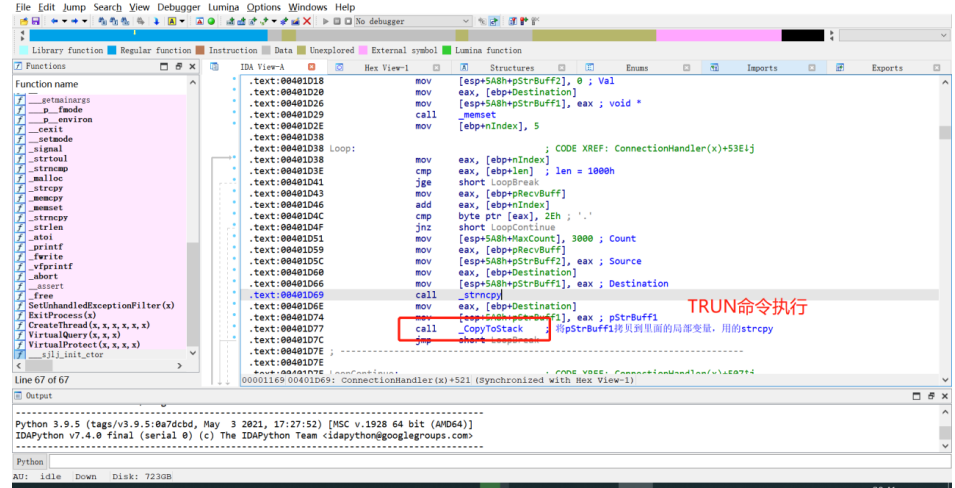 File Edit Jump Search View Debugger Lumina Options Windows Help
No debugger
Library function Regular function Instruction Data Unexplored External symbol Lumina function
Functions
IDA View-A Hex View-1 Structures Enums Imports Exports
Function name
___getmainargs
___p__fmode
___p__environ
__cexit
__setmode
_signal
_strtoul
_strncmp
_malloc
_strcpy
_memcpy
_memset
_strncpy
_strlen
_atoi
_printf
_fwrite
_vfprintf
_abort
__assert
_free
SetUnhandledExceptionFilter(x)
ExitProcess(x)
CreateThread(x,x,x,x,x,x)
VirtualQuery(x,x,x)
VirtualProtect(x,x,x,x)
___sjlj_init_ctor
Line 67 of 67
.text:00401D18 mov [esp+5A8h+pStrBuff2], 0 ; Val
.text:00401D20 mov eax, [ebp+Destination]
.text:00401D26 mov [esp+5A8h+pStrBuff1], eax ; void *
.text:00401D29 call _memset
.text:00401D2E mov [ebp+nIndex], 5
.text:00401D38
.text:00401D38 Loop: ; CODE XREF: ConnectionHandler(x)+53E↓j
.text:00401D38 mov eax, [ebp+nIndex]
.text:00401D3E cmp eax, [ebp+len] ; len = 1000h
.text:00401D41 jge short LoopBreak
.text:00401D43 mov eax, [ebp+pRecvBuff]
.text:00401D46 add eax, [ebp+nIndex]
.text:00401D4C cmp byte ptr [eax], 2Eh ; '.'
.text:00401D4F jnz short LoopContinue
.text:00401D51 mov [esp+5A8h+MaxCount], 3000 ; Count
.text:00401D59 mov eax, [ebp+pRecvBuff]
.text:00401D5C mov [esp+5A8h+pStrBuff2], eax ; Source
.text:00401D60 mov eax, [ebp+Destination]
.text:00401D66 mov [esp+5A8h+pStrBuff1], eax ; Destination
.text:00401D69 call _strncpy
.text:00401D6E mov eax, [ebp+Destination]
TRUN命令执行
.text:00401D74 mov [esp+5A8h+pStrBuff1], eax ; pStrBuff1
.text:00401D77 call _CopyToStack ; 将pStrBuff1拷贝到里面的局部变量，用的strcpy
.text:00401D7C jmp short LoopBreak
.text:00401D7E ; ---------------------------------------------------------------------------
.text:00401D7E
.text:00401D7E LoopContinue: ; CODE XREF: ConnectionHandler(x)+507↑j
00001169 00401D69: ConnectionHandler(x)+521 (Synchronized with Hex View-1)
Output
Python 3.9.5 (tags/v3.9.5:0a7dcbd, May 3 2021, 17:27:52) [MSC v.1928 64 bit (AMD64)]
IDAPython v7.4.0 final (serial 0) (c) The IDAPython Team <idapython@googlegroups.com>
Python
AU: idle Down Disk: 723GB